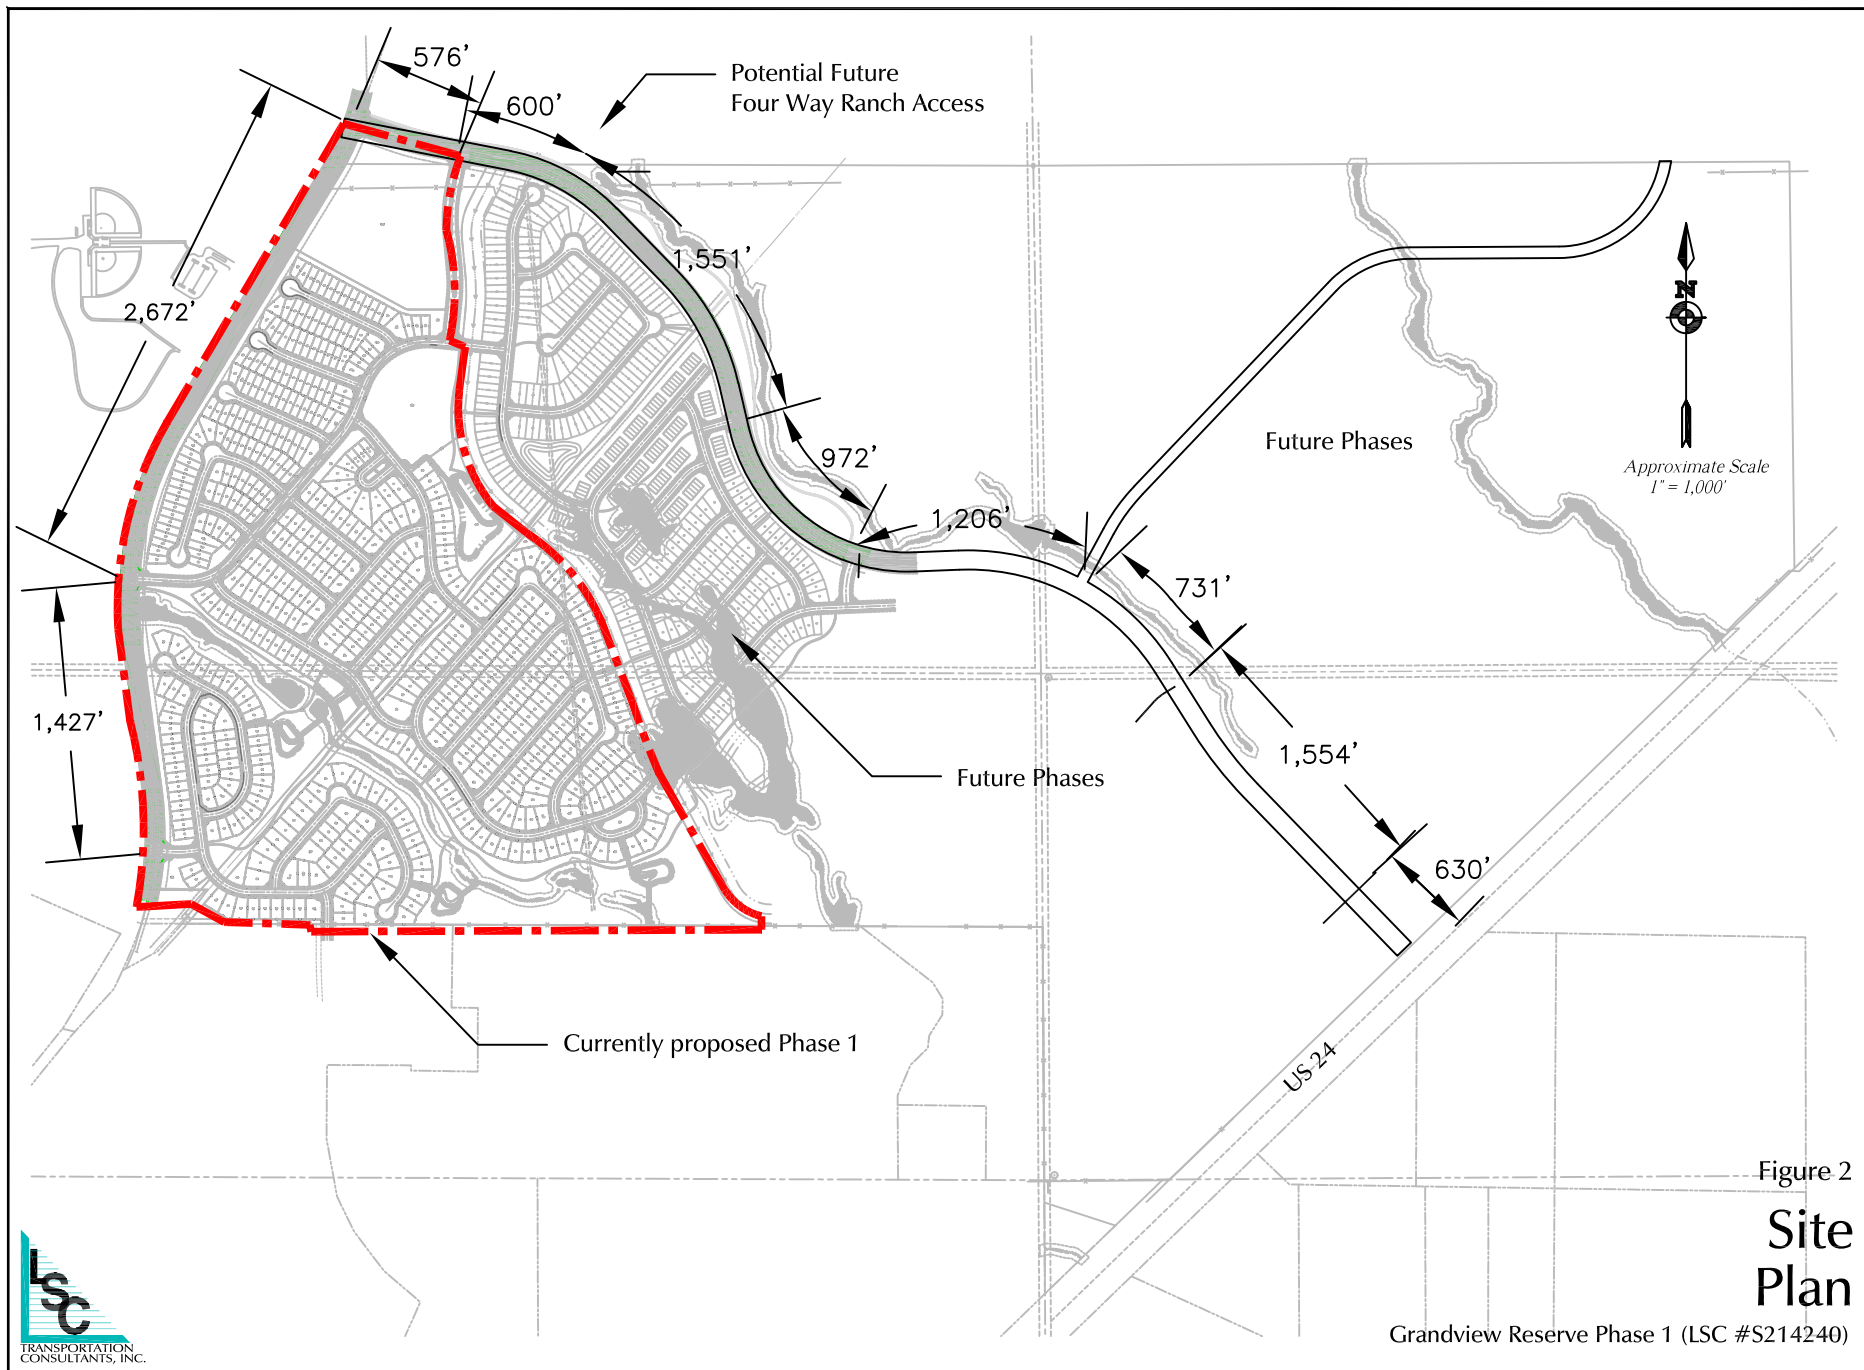 576’
600’
Potential Future
Four Way Ranch Access
1,551’
2,672’
N
Future Phases
972’
Approximate Scale
1" = 1,000'
1,206’
731’
1,427’
1,554’
Future Phases
630’
Currently proposed Phase 1
US 24
Figure 2
Site
Plan
Grandview Reserve Phase 1 (LSC #S214240)
LSC
TRANSPORTATION
CONSULTANTS, INC.